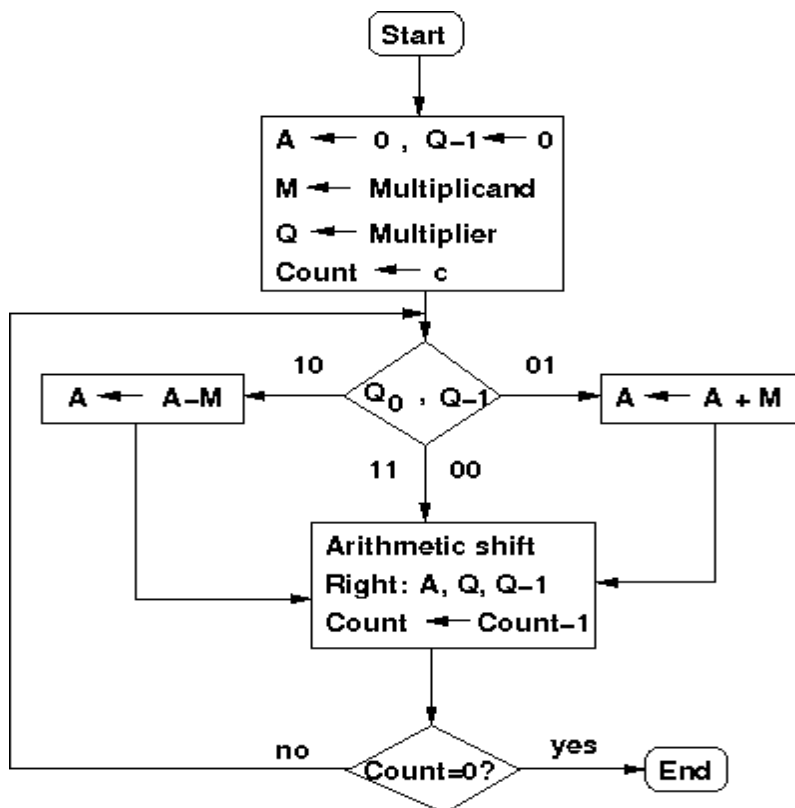 Start
A ← 0 , Q-1 ← 0
M ← Multiplicand
Q ← Multiplier
Count ← c
10
01
A ← A-M
Q0 , Q-1
A ← A + M
11
00
Arithmetic shift
Right: A, Q, Q-1
Count ← Count-1
no
yes
Count=0?
End